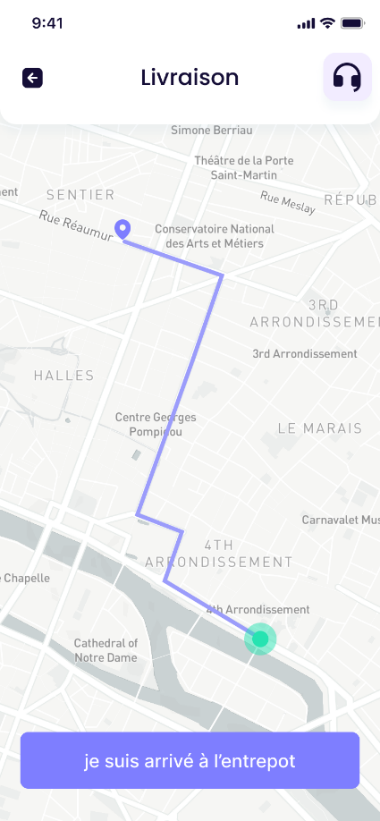 9:41
Livraison
Simone Berriau
Théâtre de la Porte
Saint-Martin
ent
SENTIER
Rue Meslay
RÉPUB
Rue Réaumur
Conservatoire National
des Arts et Métiers
3RD
ARRONDISSEMEN
3rd Arrondissement
HALLES
Centre Georges
Pompidou
LE MARAIS
Carnavalet Mus
4TH
ARRONDISSEMENT
e Chapelle
4th Arrondissement
Cathedral of
Notre Dame
je suis arrivé à l’entrepot